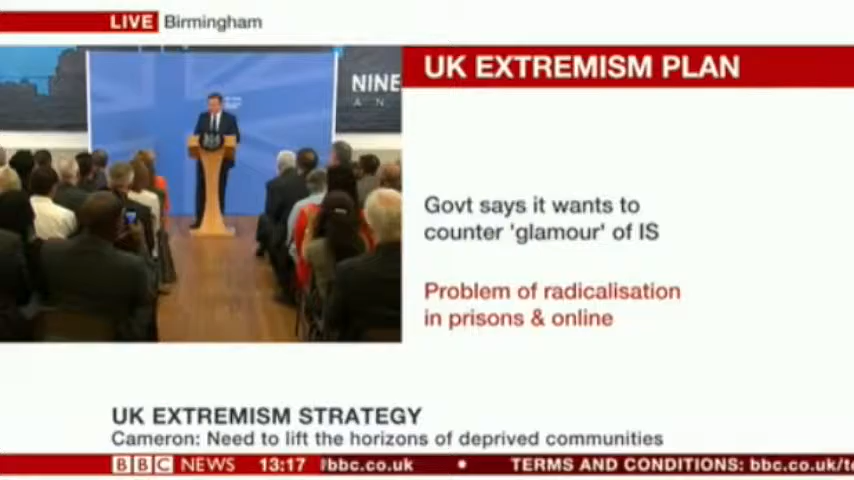 LIVE Birmingham
UK EXTREMISM PLAN
NINE
A N
Govt says it wants to
counter 'glamour' of IS
Problem of radicalisation
in prisons & online
UK EXTREMISM STRATEGY
Cameron: Need to lift the horizons of deprived communities
BBC NEWS 13:17 bbc.co.uk • TERMS AND CONDITIONS: bbc.co.uk/te